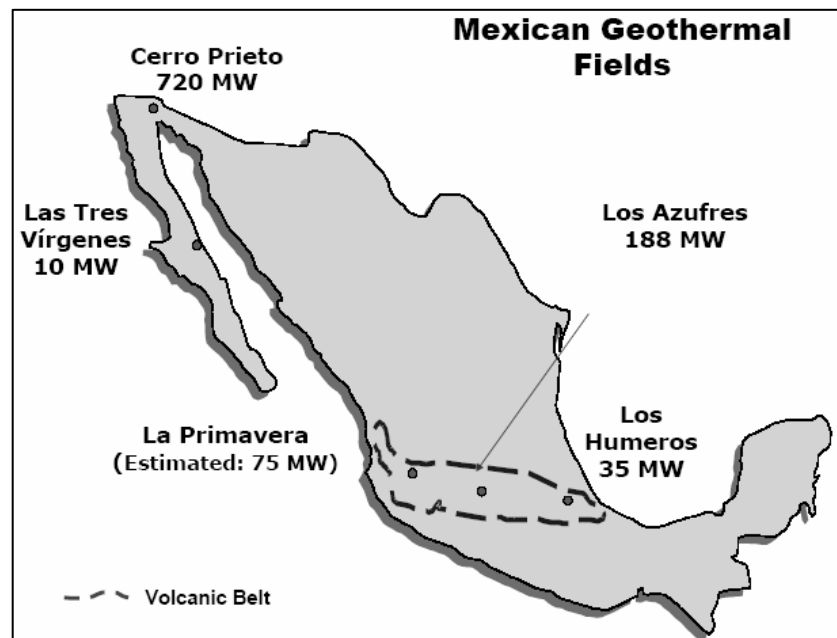 Mexican Geothermal
Fields
Cerro Prieto
720 MW
Las Tres
Vírgenes
10 MW
Los Azufres
188 MW
La Primavera
(Estimated: 75 MW)
Los
Humeros
35 MW
Volcanic Belt